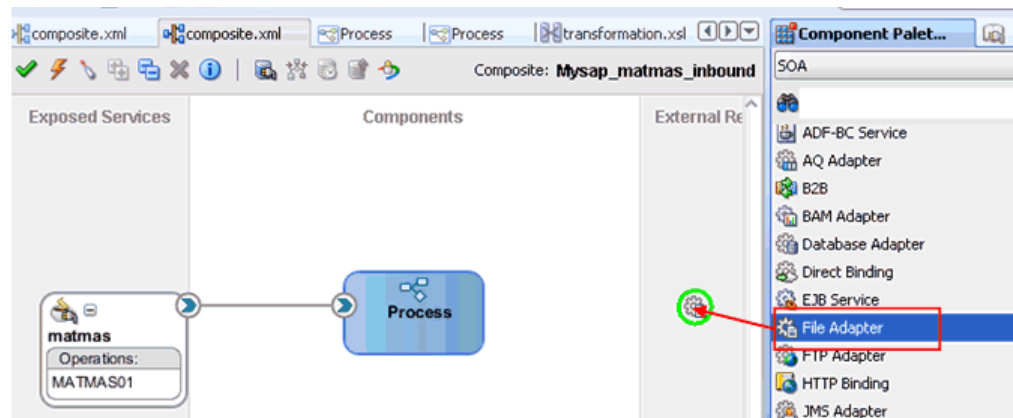 composite.xml composite.xml Process Process transformation.xsl Component Palet...
Composite: Mysap_matmas_inbound SOA
Exposed Services Components External Re
ADF-BC Service
AQ Adapter
B2B
BAM Adapter
Database Adapter
Direct Binding
EJB Service
File Adapter
FTP Adapter
HTTP Binding
JMS Adapter
Process
matmas
Operations:
MATMAS01